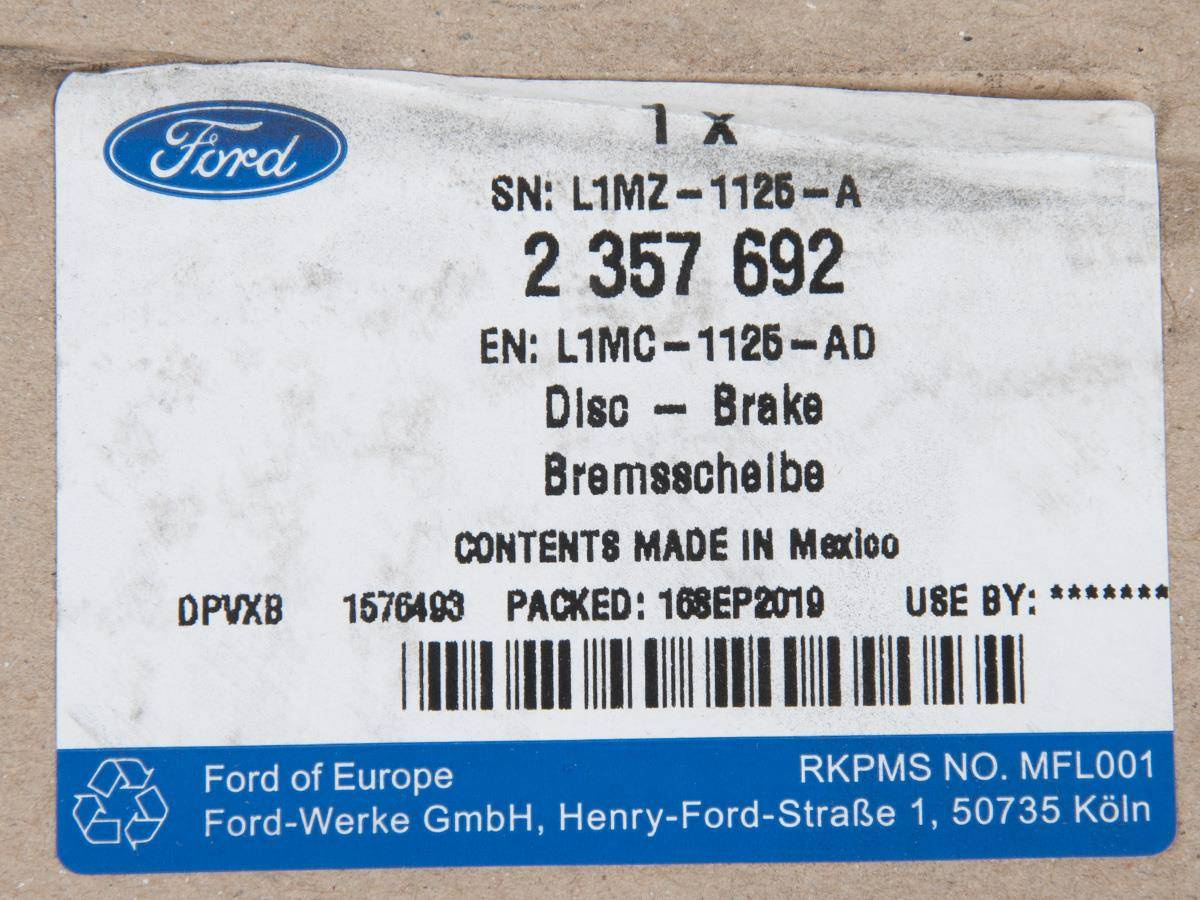 Ford
1 x
SN: L1MZ-1125-A
2 357 692
EN: L1MC-1125-AD
Disc - Brake
Bremsscheibe
CONTENTS MADE IN Mexico
DPVXB 1576493 PACKED: 16SEP2019 USE BY: *******
Ford of Europe RKPMS NO. MFL001
Ford-Werke GmbH, Henry-Ford-Straße 1, 50735 Köln